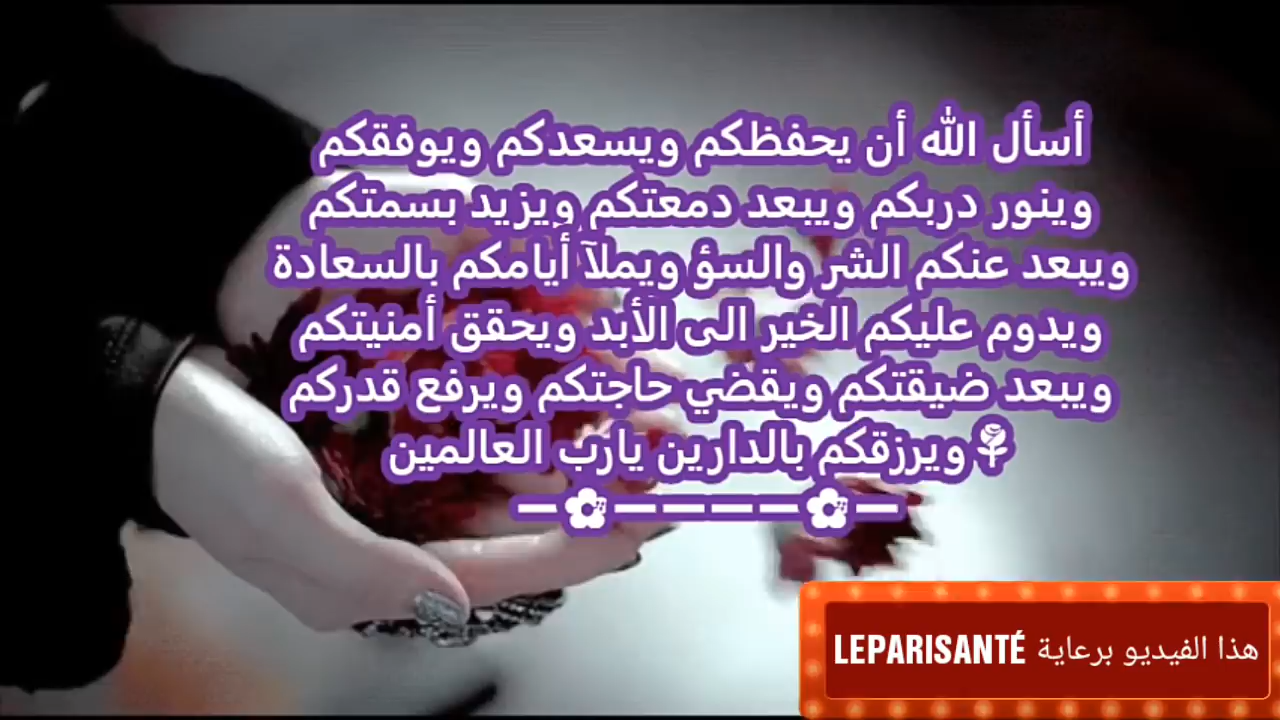 أسأل الله أن يحفظكم ويسعدكم ويوفقكم
وينور دربكم ويبعد دمعتكم ويزيد بسمتكم
ويبعد عنكم الشر والسؤ ويملآ أيامكم بالسعادة
ويدوم عليكم الخير الى الأبد ويحقق أمنيتكم
ويبعد ضيقتكم ويقضي حاجتكم ويرفع قدركم
ويرزقكم بالدارين يارب العالمين
هذا الفيديو برعاية LEPARISANTÉ